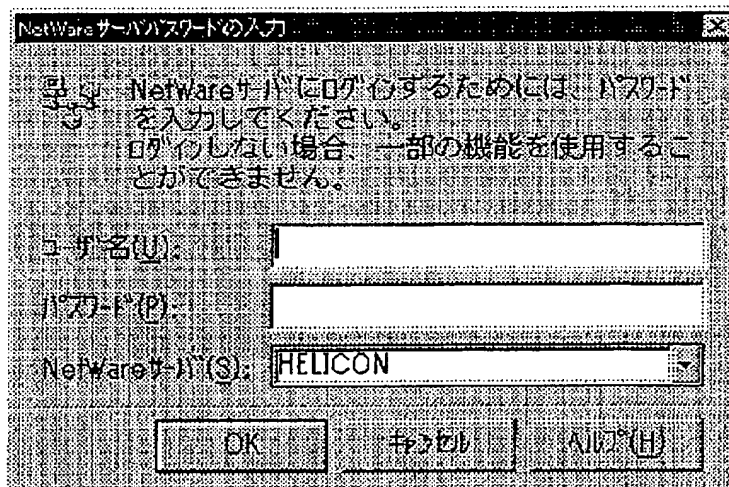 NetWareサーバパスワードの入力
NetWareサーバにログインするためには、パスワード
を入力してください。
ログインしない場合、一部の機能を使用するこ
とができません。
ユーザ名(U):
パスワード(P):
NetWareサーバ(S): HELICON
OK キャンセル ヘルプ(H)